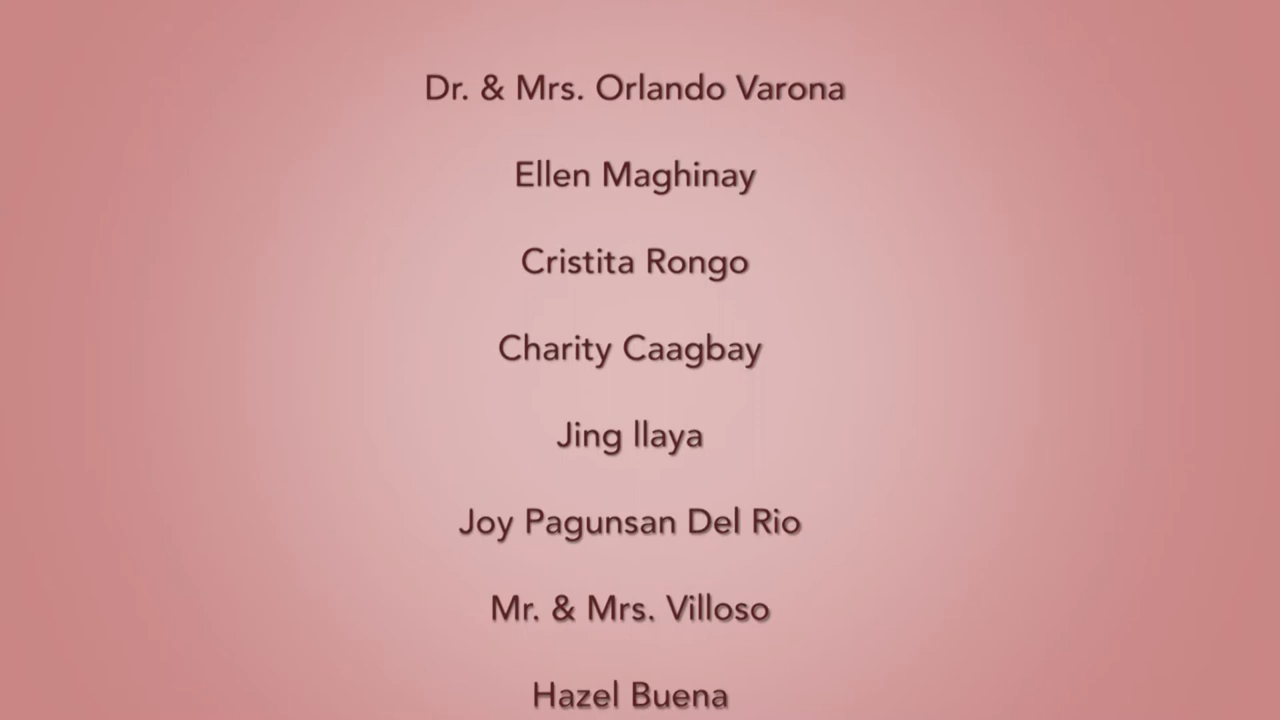 Dr. & Mrs. Orlando Varona
Ellen Maghinay
Cristita Rongo
Charity Caagbay
Jing llaya
Joy Pagunsan Del Rio
Mr. & Mrs. Villoso
Hazel Buena